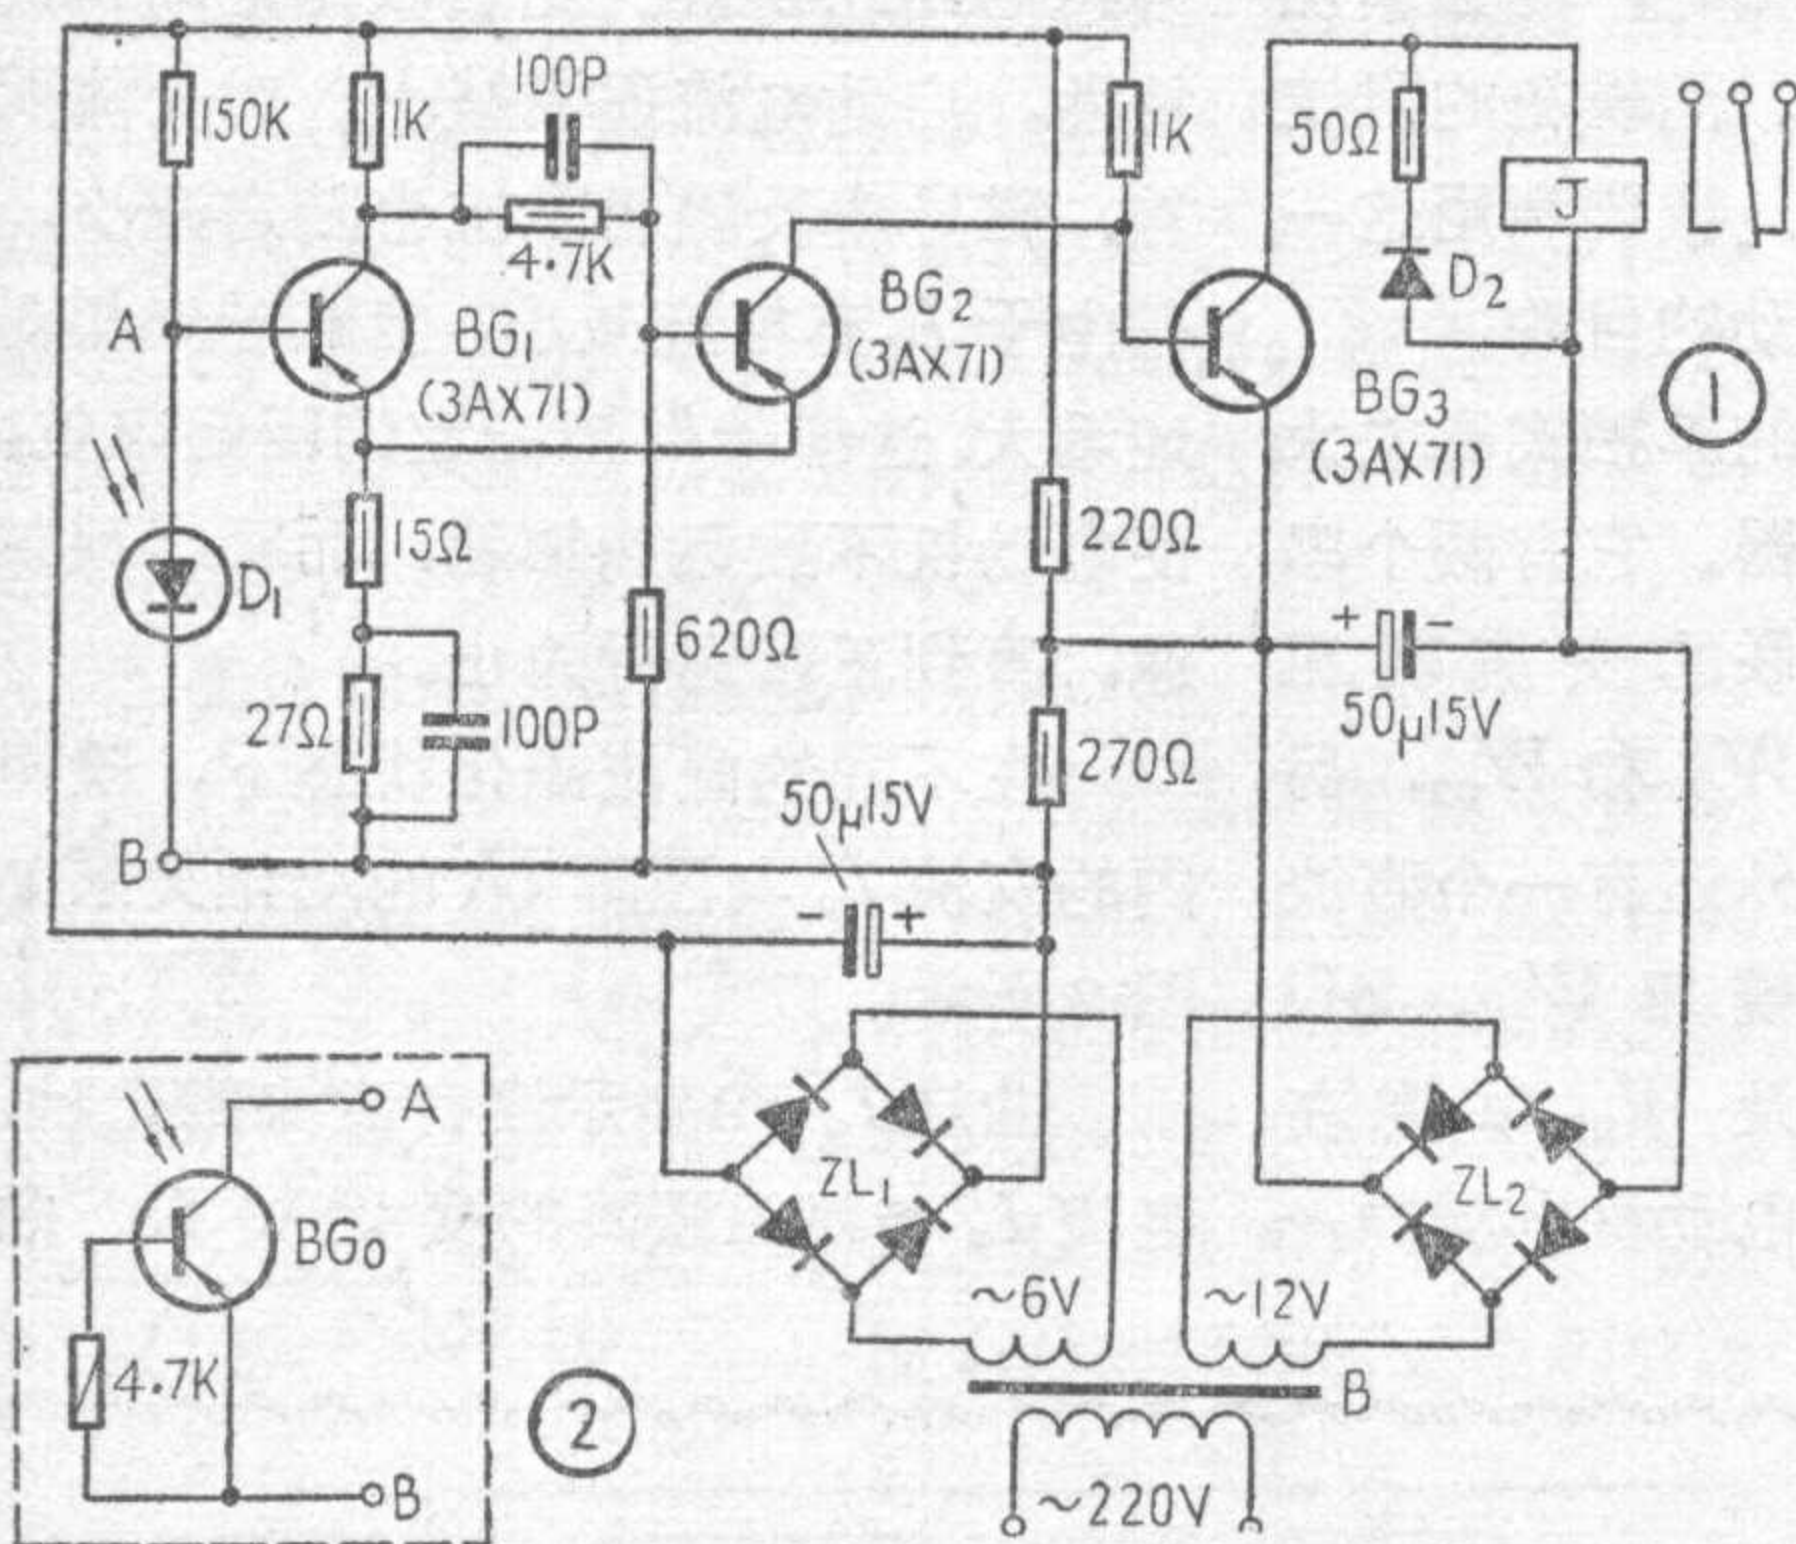 150K
1K
100P
4.7K
1K
50Ω
J
A
BG₁
(3AX71)
BG₂
(3AX71)
D₂
BG₃
(3AX71)
1
D₁
15Ω
620Ω
220Ω
+ -
50μ15V
27Ω
100P
270Ω
50μ15V
B
- +
A
BG₀
4.7K
B
2
ZL₁
ZL₂
~6V
~12V
B
~220V